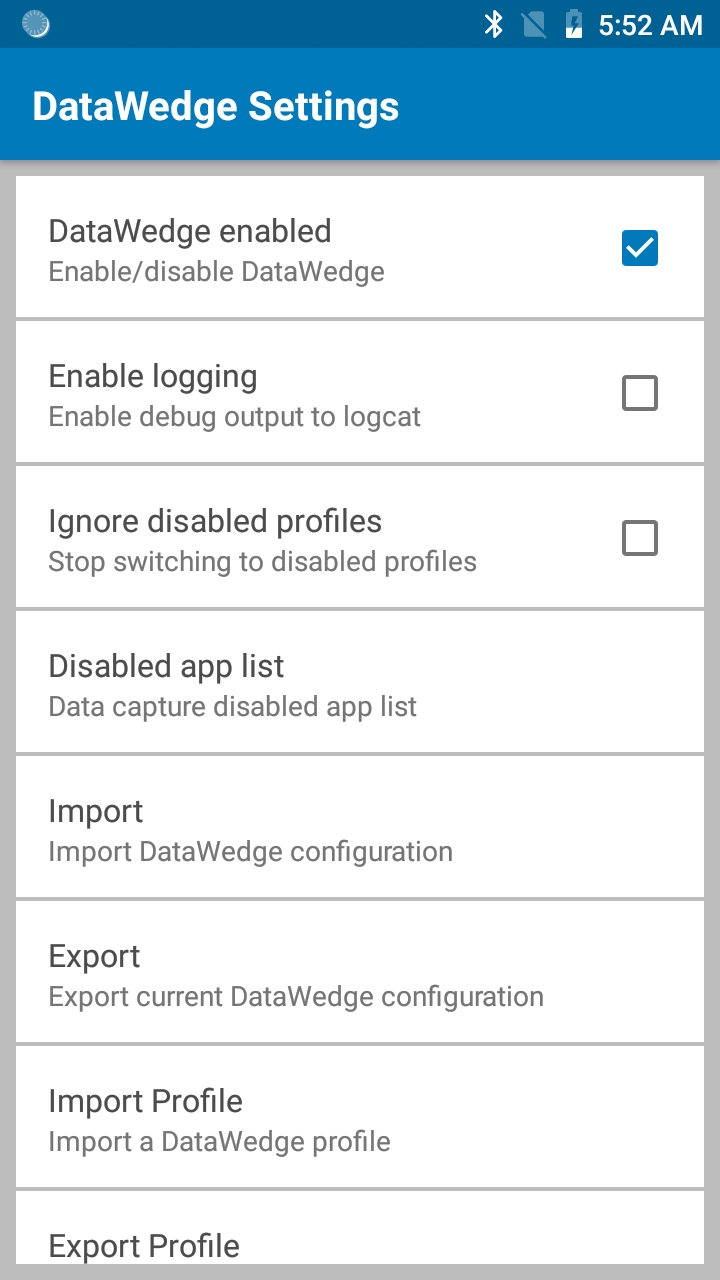 5:52 AM
DataWedge Settings
DataWedge enabled
Enable/disable DataWedge
Enable logging
Enable debug output to logcat
Ignore disabled profiles
Stop switching to disabled profiles
Disabled app list
Data capture disabled app list
Import
Import DataWedge configuration
Export
Export current DataWedge configuration
Import Profile
Import a DataWedge profile
Export Profile